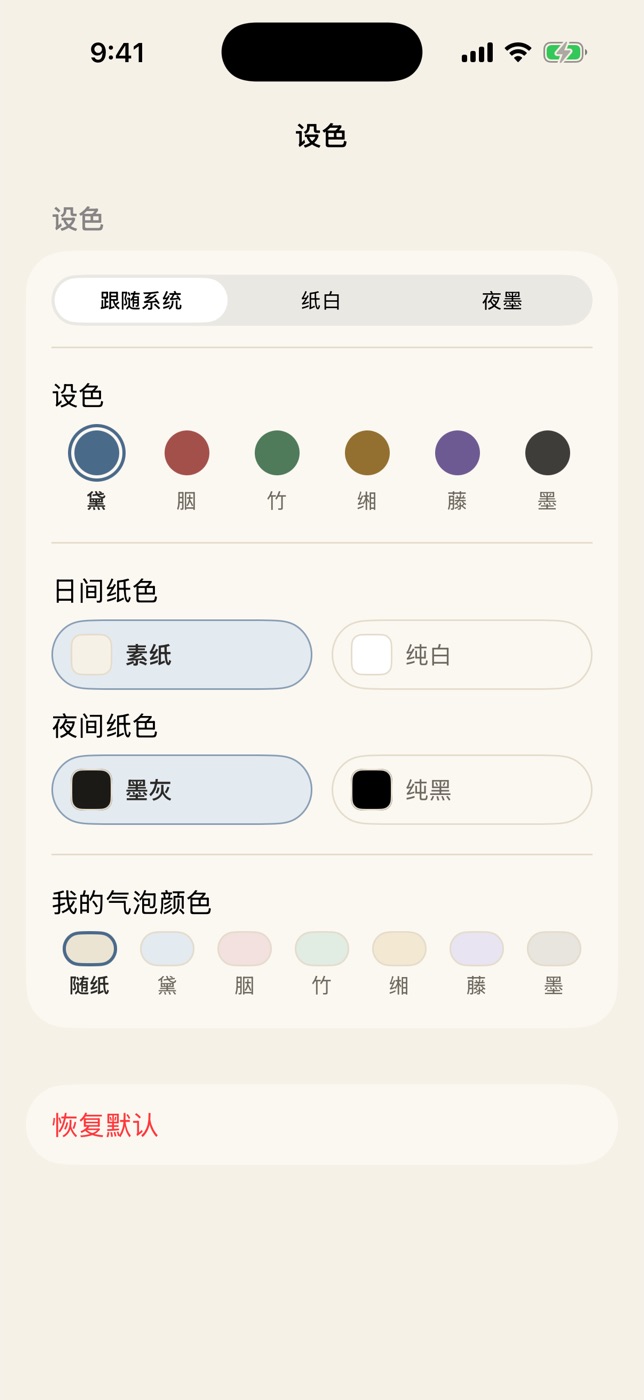 9:41
设色
设色
跟随系统 纸白 夜墨
设色
黛 胭 竹 缃 藤 墨
日间纸色
素纸 纯白
夜间纸色
墨灰 纯黑
我的气泡颜色
随纸 黛 胭 竹 缃 藤 墨
恢复默认